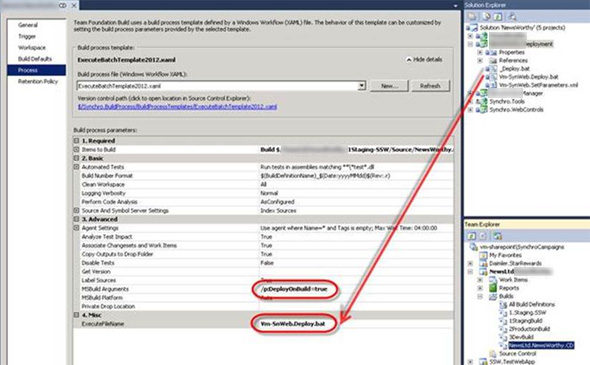 CD
General
Trigger
Workspace
Build Defaults
Process
Retention Policy
Team Foundation Build uses a build process template defined by a Windows Workflow (XAML) file. The behavior of this template can be customized by
setting the build process parameters provided by the selected template.
Build process template:
ExecuteBatchTemplate2012.xaml
Hide details
Build process file (Windows Workflow XAML):
ExecuteBatchTemplate2012.xaml
New...
Refresh
Version control path (click to open location in Source Control Explorer):
$/Synchro.BuildProcess/BuildProcessTemplates/ExecuteBatchTemplate2012.xaml
Build process parameters:
1. Required
Items to Build
Build $
1Staging-SSW/Source/NewsWorthy.
2. Basic
Automated Tests
Run tests in assemblies matching **\*test*.dll
Build Number Format
$(BuildDefinitionName)_$(Date:yyyyMMdd)$(Rev:.r)
Clean Workspace
All
Logging Verbosity
Normal
Perform Code Analysis
AsConfigured
Source And Symbol Server Settings
Index Sources
3. Advanced
Agent Settings
Use agent where Name=* and Tags is empty; Max Wait Time: 04:00:00
Analyze Test Impact
True
Associate Changesets and Work Items
True
Copy Outputs to Drop Folder
True
Disable Tests
False
Get Version
Label Sources
True
MSBuild Arguments
/p:DeployOnBuild=true
MSBuild Platform
Auto
Private Drop Location
4. Misc
ExecuteFileName
Vm-SnWeb.Deploy.bat
Solution Explorer
Solution 'NewsWorthy' (5 projects)
Deployment
Properties
References
_Deploy.bat
Vm-SnWeb.Deploy.bat
Vm-SnWeb.SetParameters.xml
Manager
Synchro.Tools
Synchro.WebControls
Team Explorer
vm-sharepoint\SynchroCampaigns
My Favorites
Daimler.StarRewards
NewsLtd
Work Items
Reports
Builds
All Build Definitions
1.Staging.SSW
1StagingBuild
2ProductionBuild
3DevBuild
NewsLtd.NewsWorthy.CD
Source Control
SSW.TestWebApp